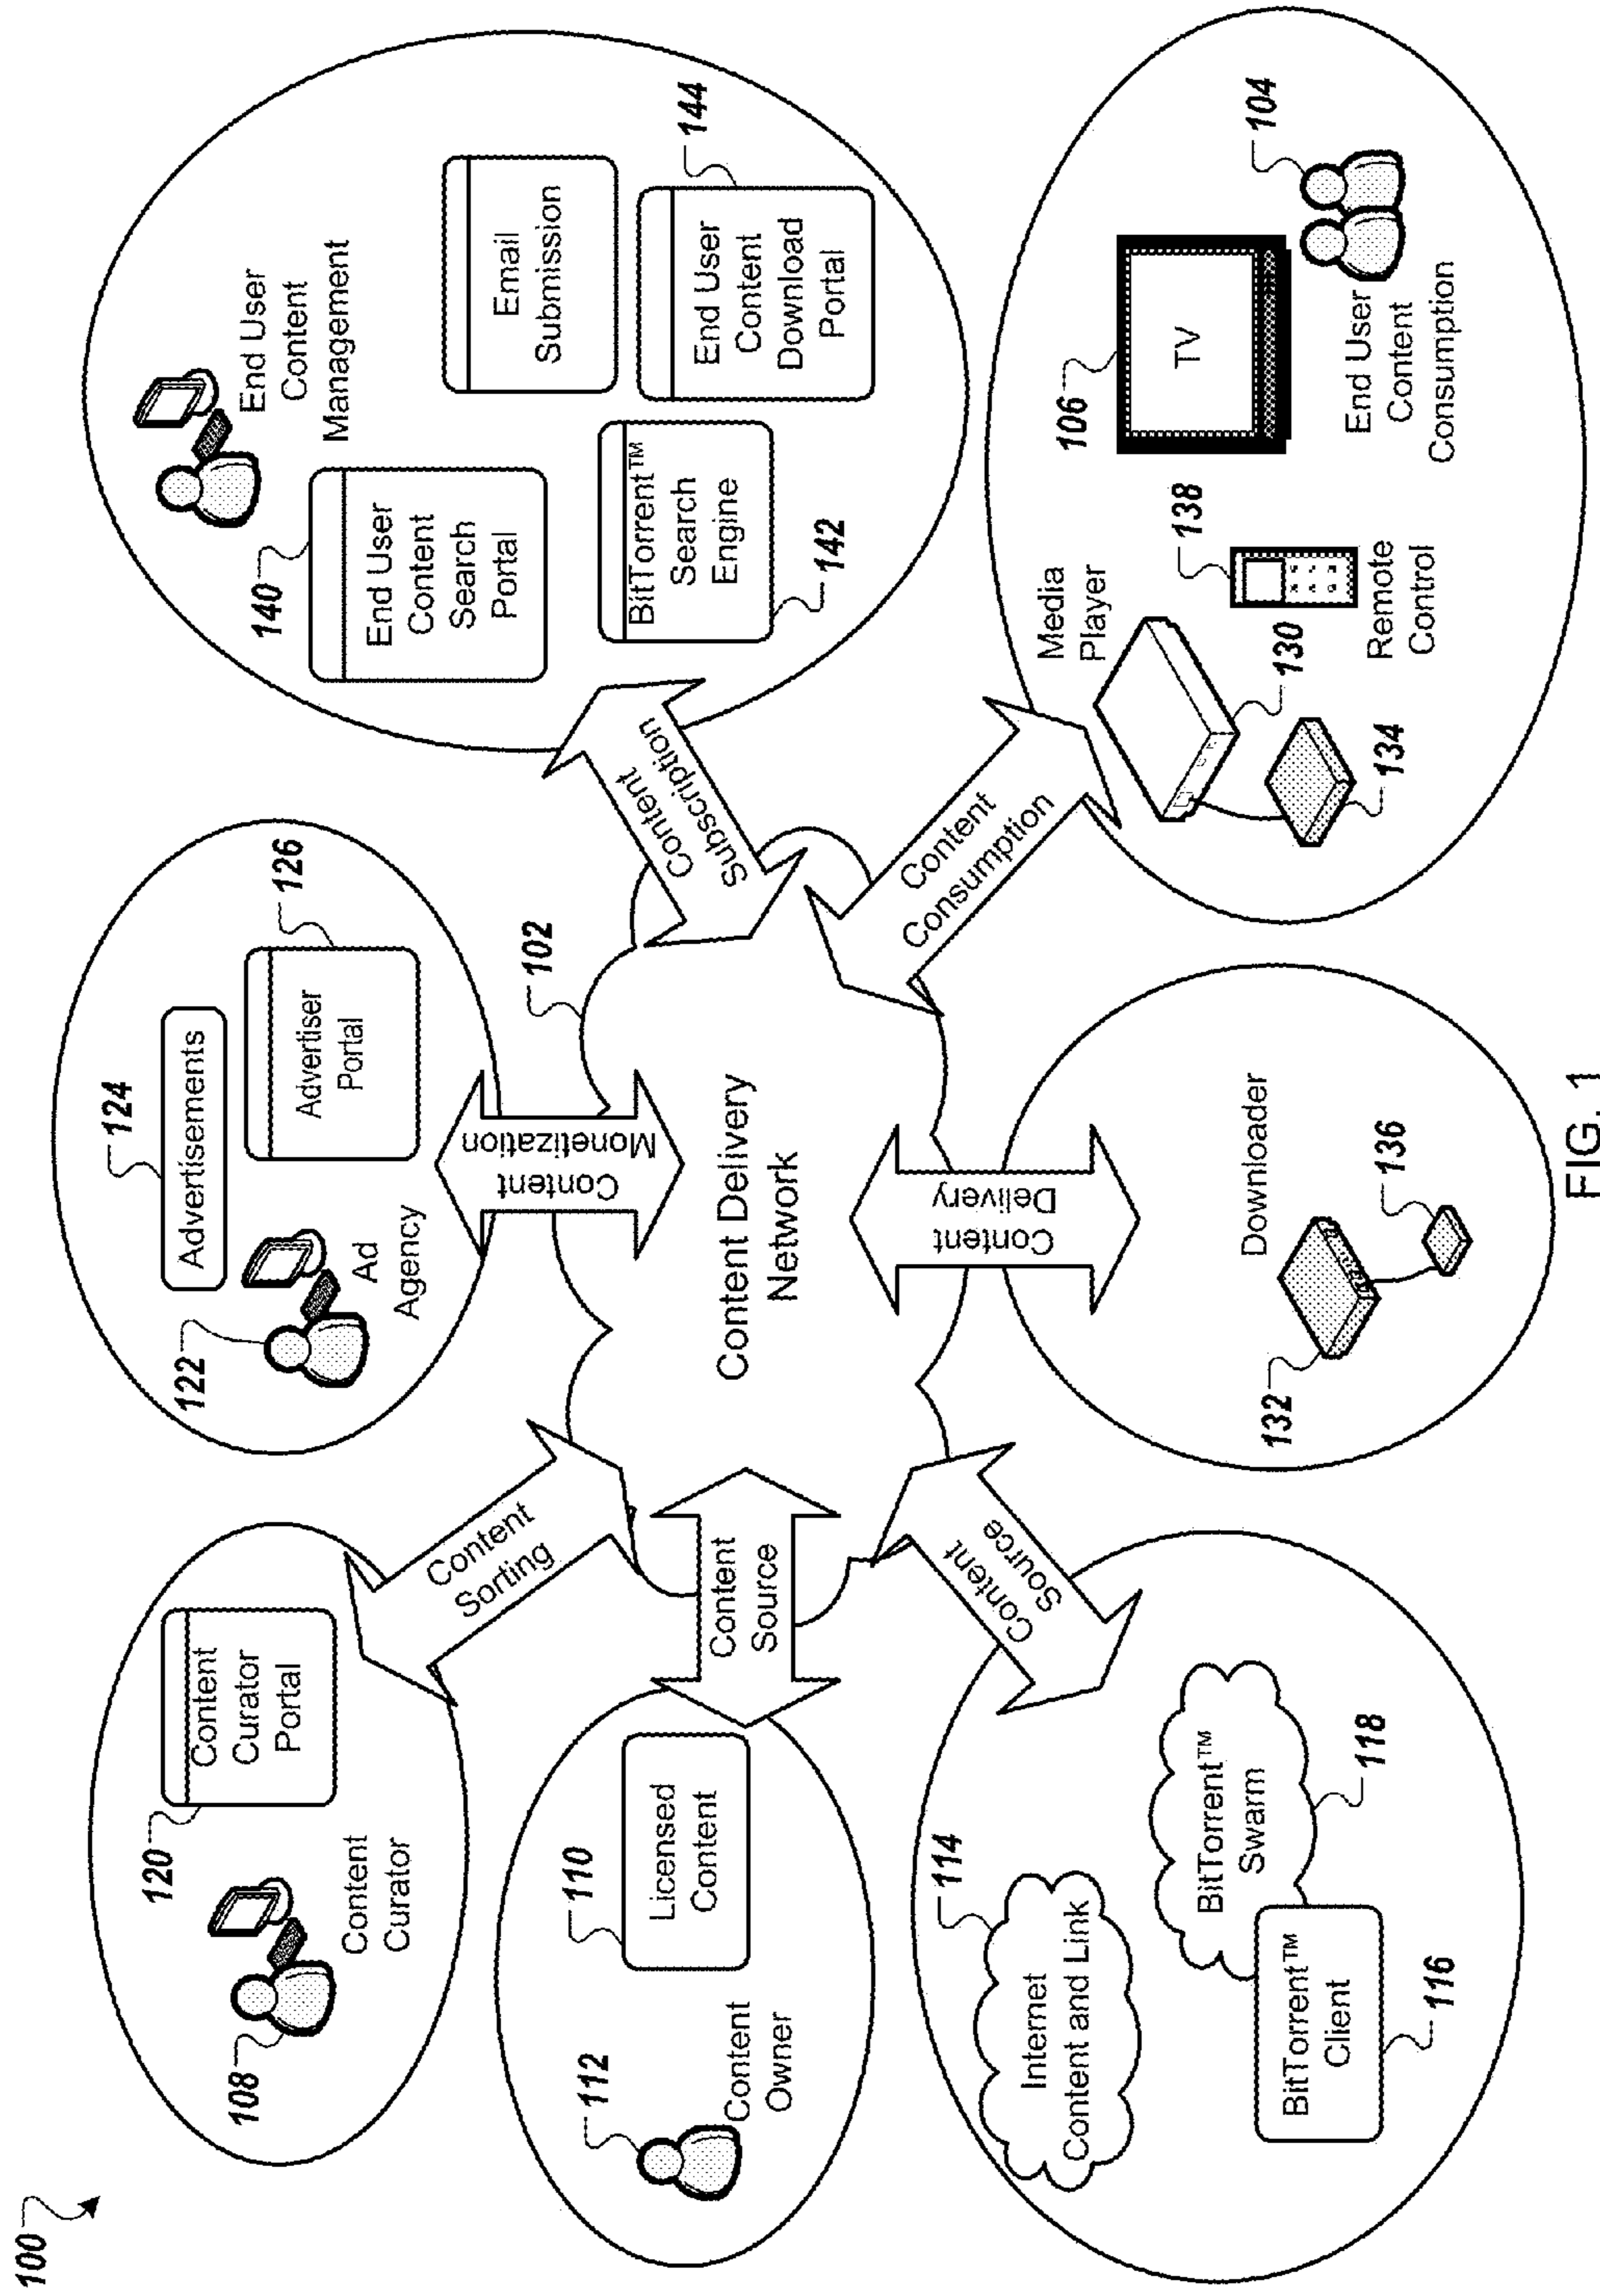 100
108
120
Content
Curator
Portal
Content
Curator
Content
Sorting
122
124
Advertisements
126
Advertiser
Portal
Ad
Agency
Content
Monetization
140
End User
Content
Management
End User
Content
Search
Portal
Email
Submission
BitTorrent™
Search
Engine
142
144
End User
Content
Download
Portal
Content
Subscription
102
112
110
Licensed
Content
Content
Owner
Content
Source
Content Delivery
Network
114
Internet
Content and Link
BitTorrent™
Swarm
118
BitTorrent™
Client
116
Content
Source
Content
Delivery
Downloader
132
136
Content
Consumption
Media
Player
130
134
138
Remote
Control
106
TV
104
End User
Content
Consumption
FIG. 1